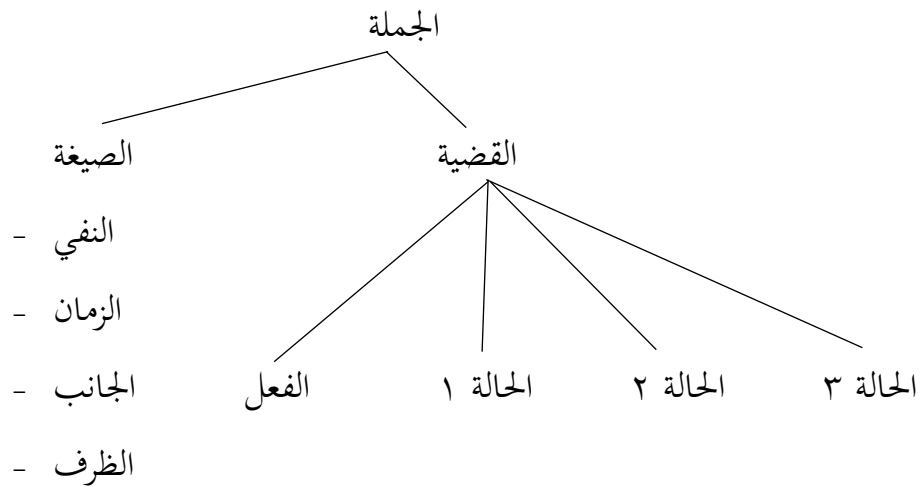 الجملة
القضية الصيغة
- النفي
- الزمان
الحالة ٣ الحالة ٢ الحالة ١ الفعل - الجانب
- الظرف